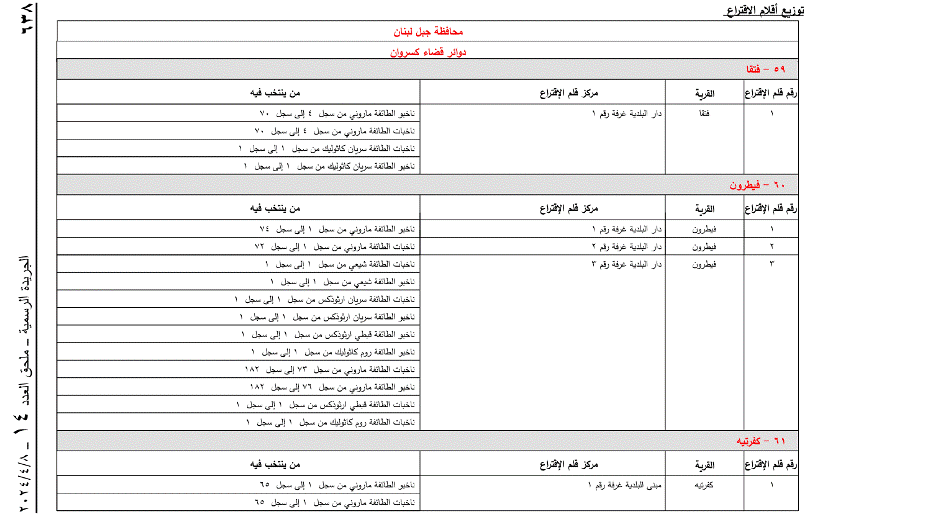 توزيع أقلام الاقتراع
محافظة جبل لبنان
دوائر قضاء كسروان
٥٩ - فتقا
رقم قلم الإقتراع القرية مركز قلم الإقتراع من ينتخب فيه
١ فتقا دار البلدية غرفة رقم ١ ناخبو الطائفة ماروني من سجل ٤ إلى سجل ٧٠
ناخبات الطائفة ماروني من سجل ٤ إلى سجل ٧٠
ناخبات الطائفة سريان كاثوليك من سجل ١ إلى سجل ١
ناخبو الطائفة سريان كاثوليك من سجل ١ إلى سجل ١
٦٠ - فيطرون
رقم قلم الإقتراع القرية مركز قلم الإقتراع من ينتخب فيه
١ فيطرون دار البلدية غرفة رقم ١ ناخبو الطائفة ماروني من سجل ١ إلى سجل ٧٤
٢ فيطرون دار البلدية غرفة رقم ٢ ناخبات الطائفة ماروني من سجل ١ إلى سجل ٧٢
٣ فيطرون دار البلدية غرفة رقم ٣ ناخبات الطائفة شيعي من سجل ١ إلى سجل ١
ناخبو الطائفة شيعي من سجل ١ إلى سجل ١
ناخبات الطائفة سريان ارثوذكس من سجل ١ إلى سجل ١
ناخبو الطائفة سريان ارثوذكس من سجل ١ إلى سجل ١
ناخبو الطائفة قبطي ارثوذكس من سجل ١ إلى سجل ١
ناخبو الطائفة روم كاثوليك من سجل ١ إلى سجل ١
ناخبات الطائفة ماروني من سجل ٧٣ إلى سجل ١٨٢
ناخبو الطائفة ماروني من سجل ٧٦ إلى سجل ١٨٢
ناخبات الطائفة قبطي ارثوذكس من سجل ١ إلى سجل ١
ناخبات الطائفة روم كاثوليك من سجل ١ إلى سجل ١
٦١ - كفرتيه
رقم قلم الإقتراع القرية مركز قلم الإقتراع من ينتخب فيه
١ كفرتيه مبنى البلدية غرفة رقم ١ ناخبو الطائفة ماروني من سجل ١ إلى سجل ٦٥
ناخبات الطائفة ماروني من سجل ١ إلى سجل ٦٥
٦٣٨
الجريدة الرسمية - ملحق العدد ١٤ - ٢٠٢٤/٤/٨